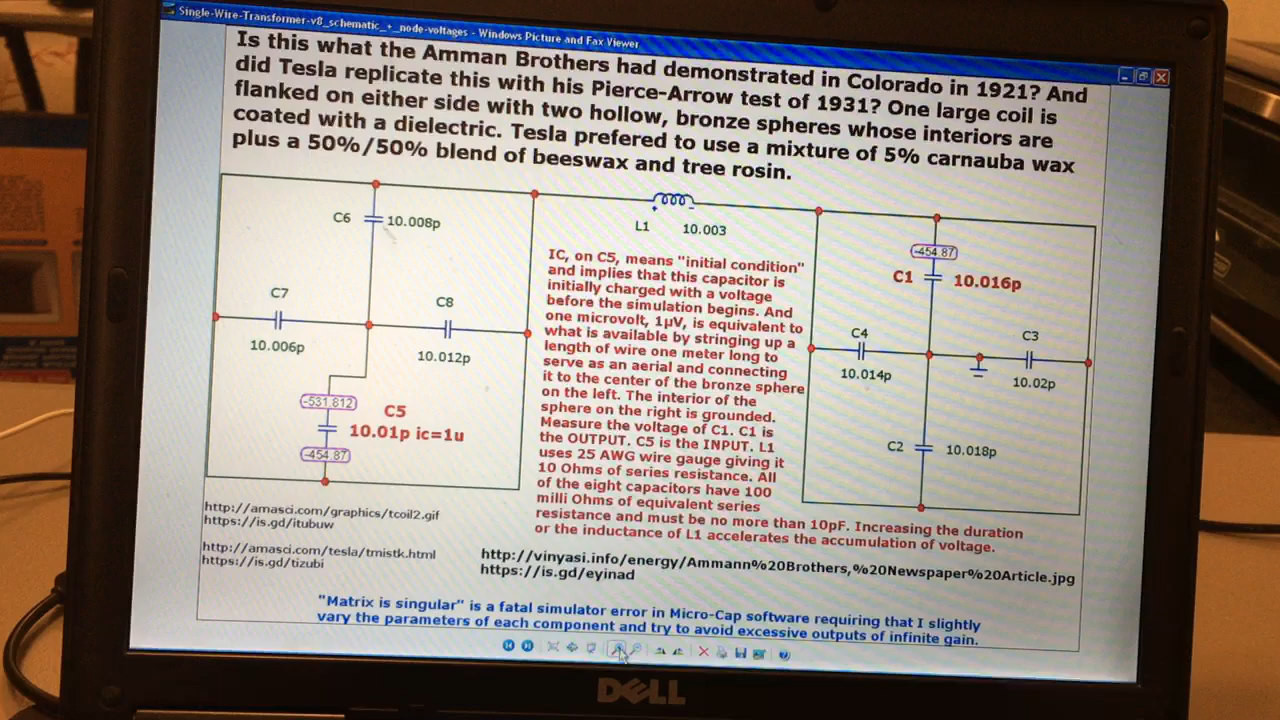 Single-Wire-Transformer-v8_schematic_+_node-voltages - Windows Picture and Fax Viewer
Is this what the Amman Brothers had demonstrated in Colorado in 1921? And
did Tesla replicate this with his Pierce-Arrow test of 1931? One large coil is
flanked on either side with two hollow, bronze spheres whose interiors are
coated with a dielectric. Tesla prefered to use a mixture of 5% carnauba wax
plus a 50%/50% blend of beeswax and tree rosin.
C6 10.008p
L1 10.003
-454.87
C1 10.016p
C7
10.006p
C8
10.012p
C4
10.014p
C3
10.02p
-531.812
C5
10.01p ic=1u
-454.87
C2 10.018p
IC, on C5, means "initial condition"
and implies that this capacitor is
initially charged with a voltage
before the simulation begins. And
one microvolt, 1µV, is equivalent to
what is available by stringing up a
length of wire one meter long to
serve as an aerial and connecting
it to the center of the bronze sphere
on the left. The interior of the
sphere on the right is grounded.
Measure the voltage of C1. C1 is
the OUTPUT. C5 is the INPUT. L1
uses 25 AWG wire gauge giving it
10 Ohms of series resistance. All
of the eight capacitors have 100
milli Ohms of equivalent series
resistance and must be no more than 10pF. Increasing the duration
or the inductance of L1 accelerates the accumulation of voltage.
http://amasci.com/graphics/tcoil2.gif
https://is.gd/itubuw
http://amasci.com/tesla/tmistk.html
https://is.gd/tizubi
http://vinyasi.info/energy/Ammann%20Brothers,%20Newspaper%20Article.jpg
https://is.gd/eyinad
"Matrix is singular" is a fatal simulator error in Micro-Cap software requiring that I slightly
vary the parameters of each component and try to avoid excessive outputs of infinite gain.
DELL